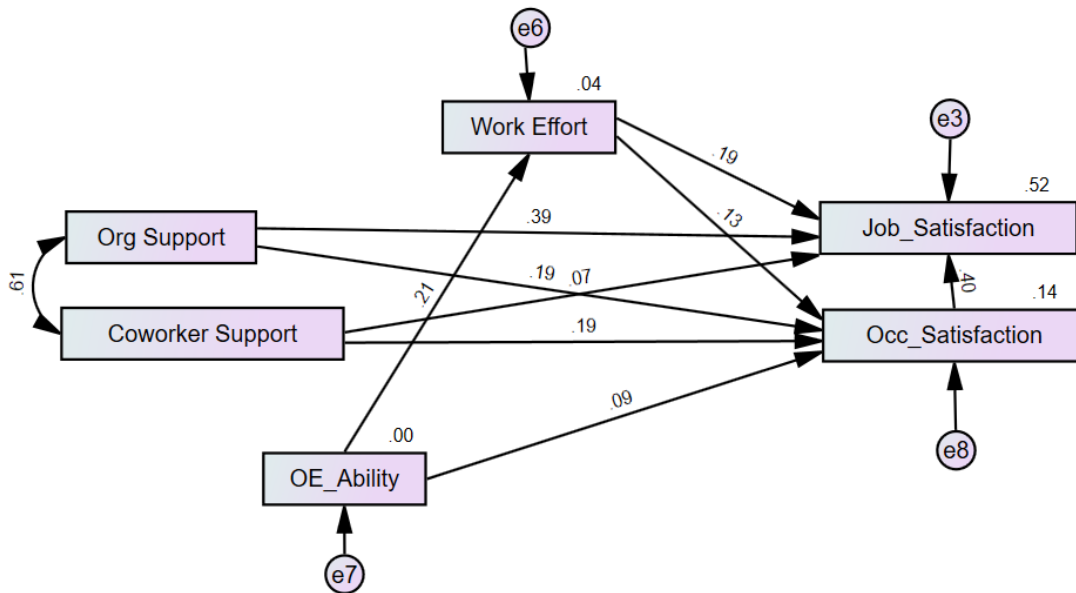 e6
.04
Work Effort
e3
.19
.52
.13
Org Support
.39
Job_Satisfaction
.61
.19
.07
.40
.14
.21
Coworker Support
.19
Occ_Satisfaction
.09
.00
OE_Ability
e8
e7